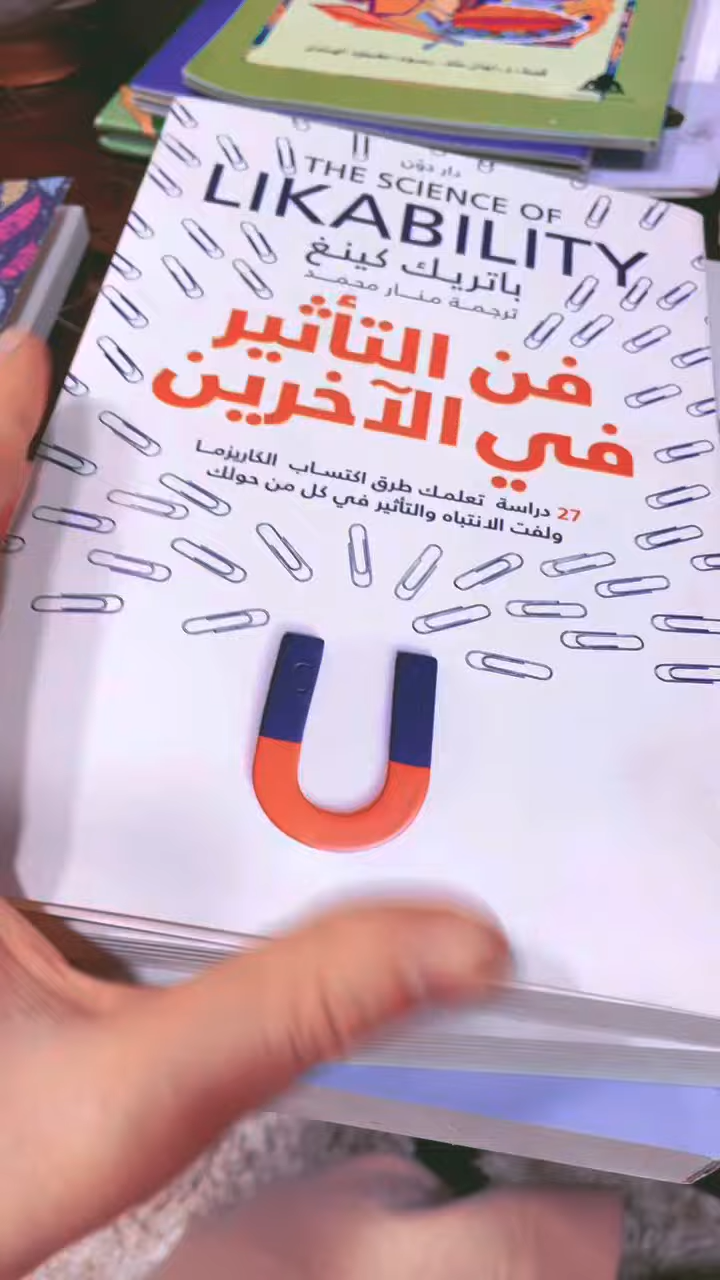 دار دوّن
THE SCIENCE OF
LIKABILITY
باتريك كينغ
ترجمة منار محمد
فن التأثير
في الآخرين
27 دراسة تعلمك طرق اكتساب الكاريزما
ولفت الانتباه والتأثير في كل من حولك